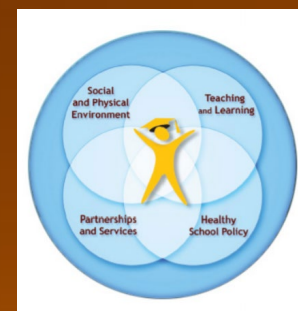 Social
and Physical
Environment
Teaching
and Learning
Partnerships
and Services
Healthy
School Policy